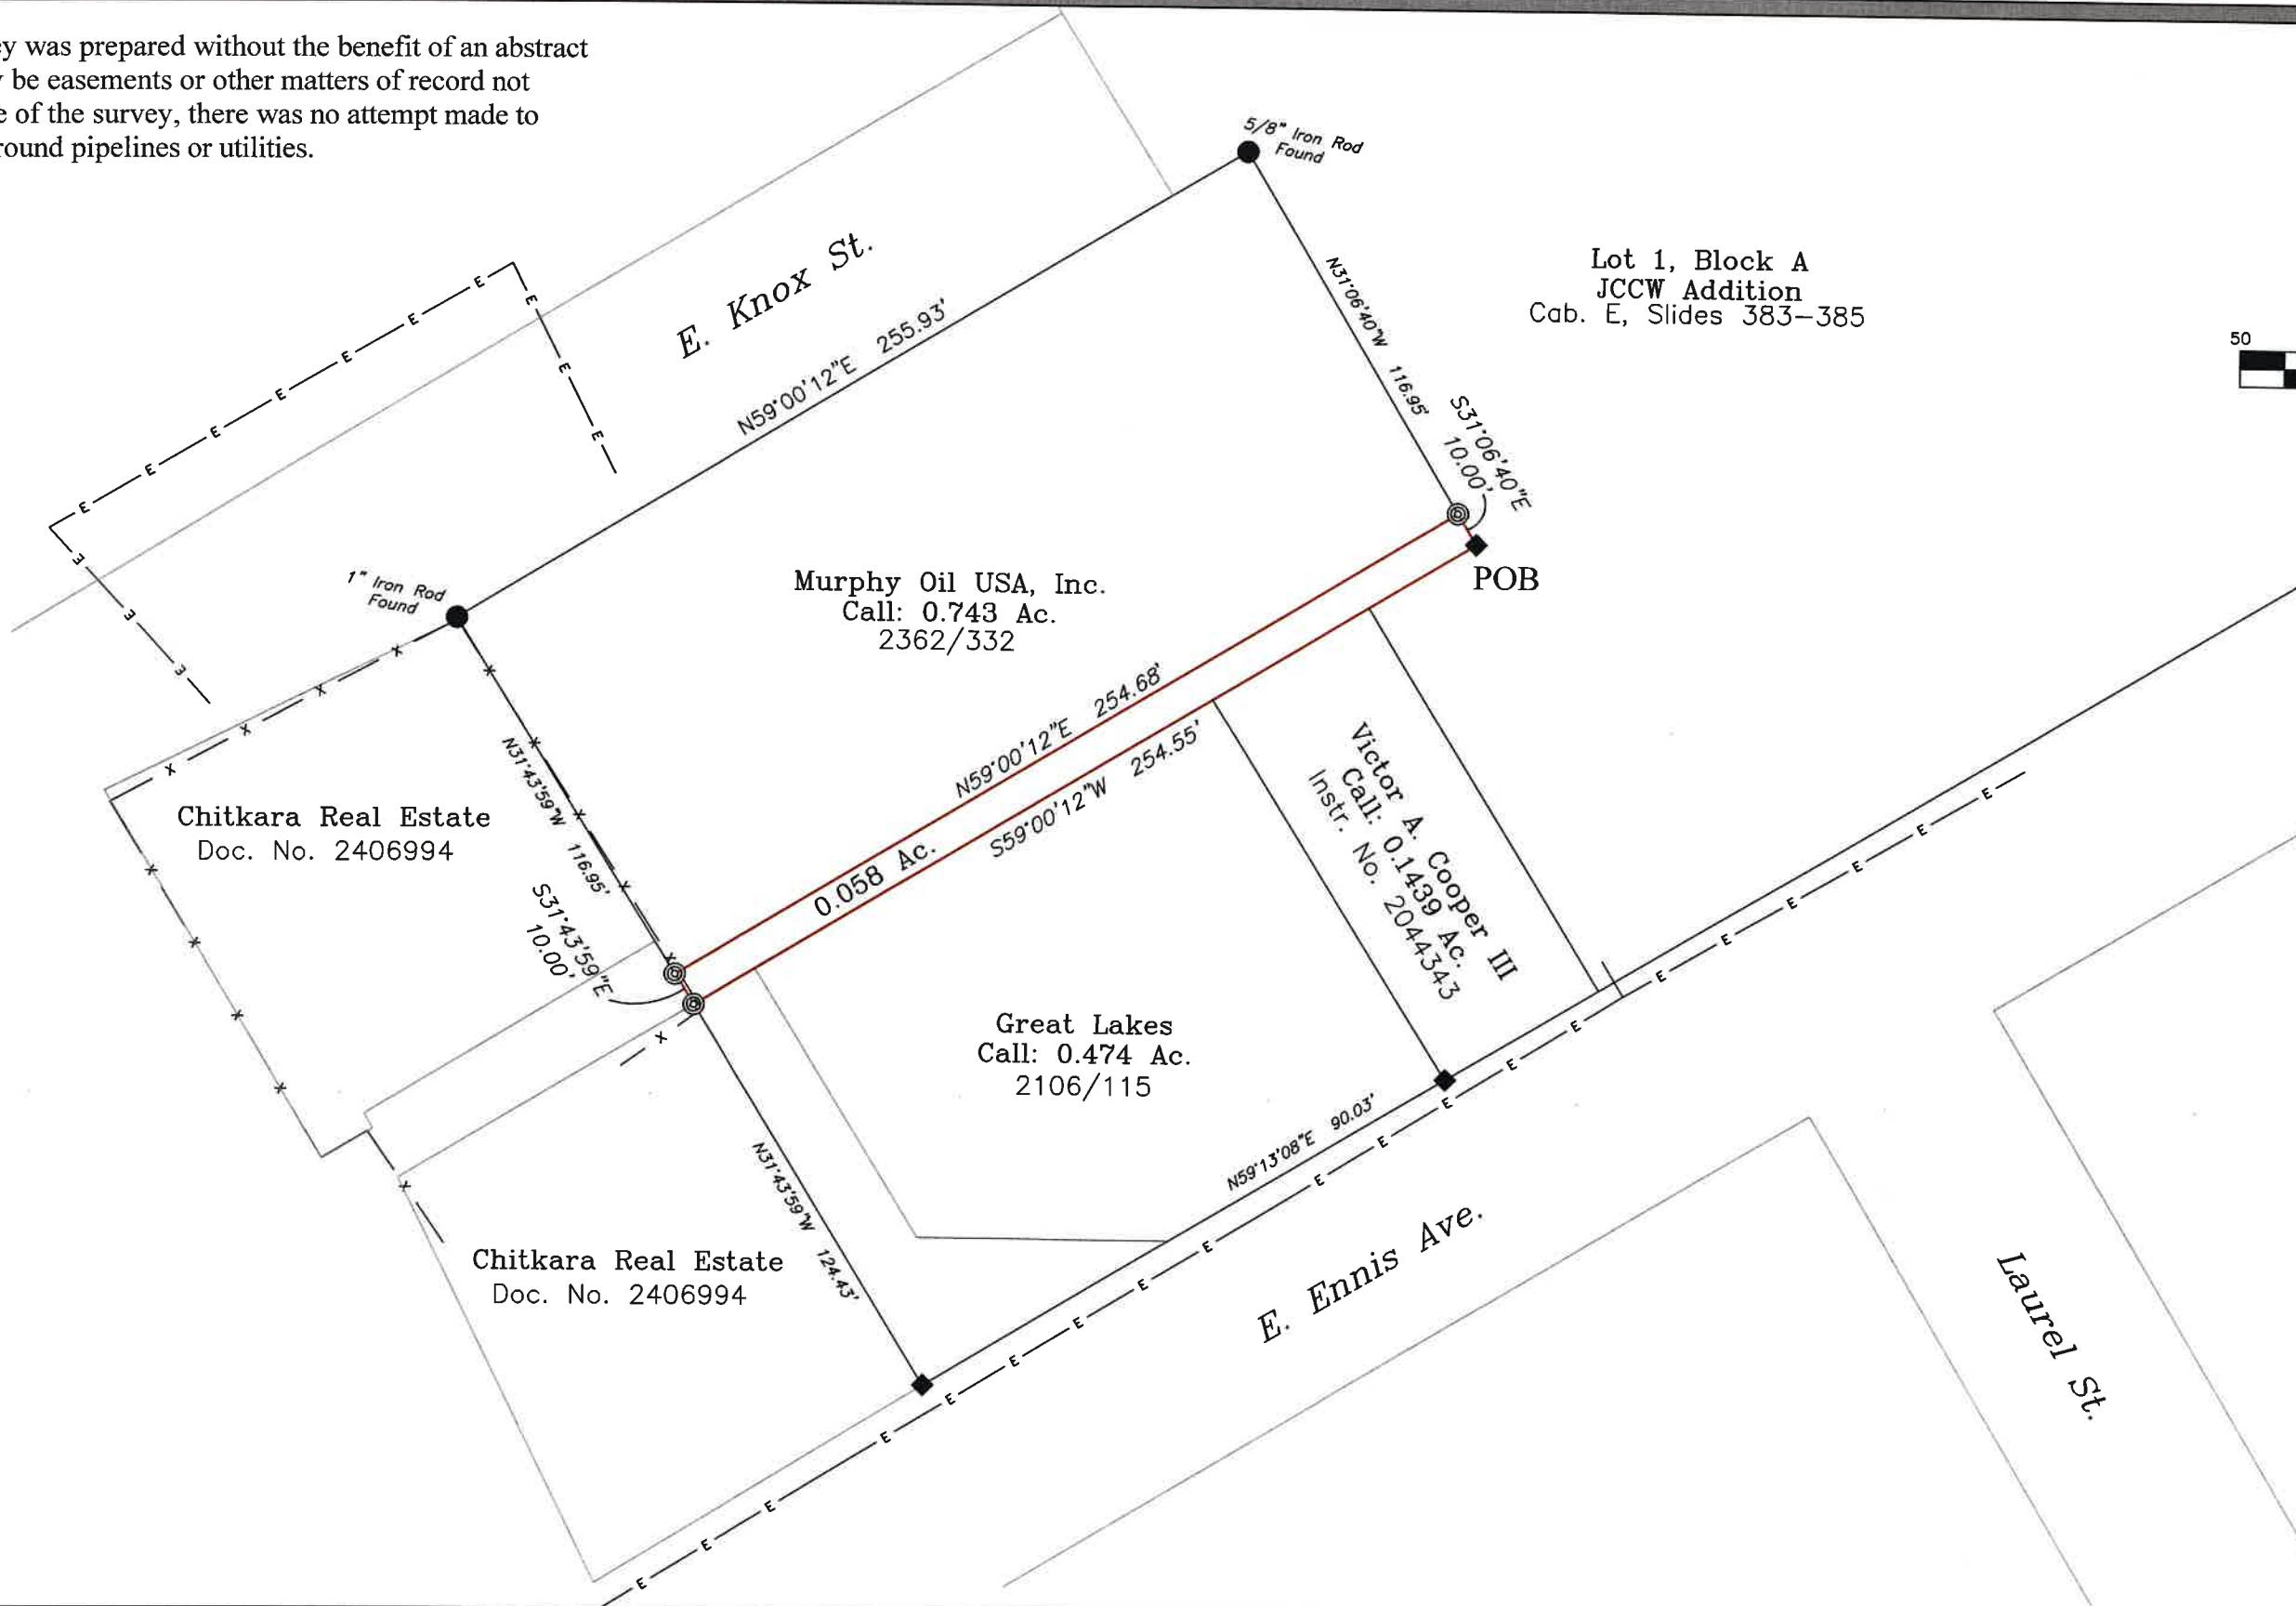 y was prepared without the benefit of an abstract
be easements or other matters of record not
e of the survey, there was no attempt made to
round pipelines or utilities.
5/8" Iron Rod
Found
E. Knox St.
N59°00'12"E 255.93'
N31°06'40"W 116.95'
S31°06'40"E
10.00'
Lot 1, Block A
JCCW Addition
Cab. E, Slides 383-385
50
1" Iron Rod
Found
Murphy Oil USA, Inc.
Call: 0.743 Ac.
2362/332
POB
N31°43'59"W 116.95'
Chitkara Real Estate
Doc. No. 2406994
S31°43'59"E
10.00'
N59°00'12"E 254.68'
0.058 Ac.
S59°00'12"W 254.55'
Victor A. Cooper III
Call: 0.1439 Ac.
Instr. No. 2044343
Great Lakes
Call: 0.474 Ac.
2106/115
N31°43'59"W 124.43'
N59°13'08"E 90.03'
Chitkara Real Estate
Doc. No. 2406994
E. Ennis Ave.
Laurel St.